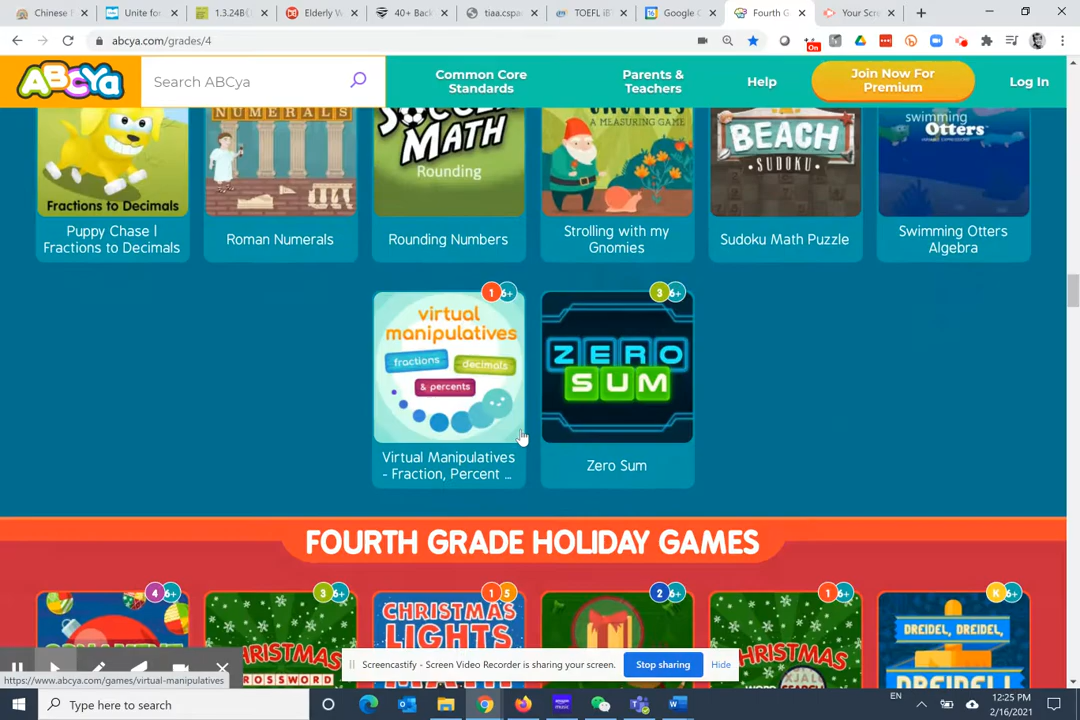 Chinese
Unite for
1.3.24B(
Elderly W
40+ Back
tiaa.cspa
TOEFL iB
Google C
Fourth G
Your Scr
abcya.com/grades/4
On
ABCYa
Search ABCya
Common Core
Standards
Parents &
Teachers
Help
Join Now For
Premium
Log In
Fractions to Decimals
NUMERALS
SOCCER
MATH
Rounding
GNOMIES
A MEASURING GAME
BEACH
SUDOKU
swimming
Otters
Puppy Chase |
Fractions to Decimals
Roman Numerals
Rounding Numbers
Strolling with my
Gnomies
Sudoku Math Puzzle
Swimming Otters
Algebra
1 6+
3 6+
virtual
manipulatives
fractions
decimals
& percents
ZERO
SUM
Virtual Manipulatives
- Fraction, Percent ...
Zero Sum
FOURTH GRADE HOLIDAY GAMES
4 6+
3 6+
1 5
2 6+
1 6+
K 6+
CHRISTMAS
CROSSWORD
CHRISTMAS
LIGHTS
CHRISTMAS
DREIDEL, DREIDEL,
DREIDEL
Screencastify - Screen Video Recorder is sharing your screen.
Stop sharing
Hide
https://www.abcya.com/games/virtual-manipulatives
Type here to search
EN
12:25 PM
2/16/2021